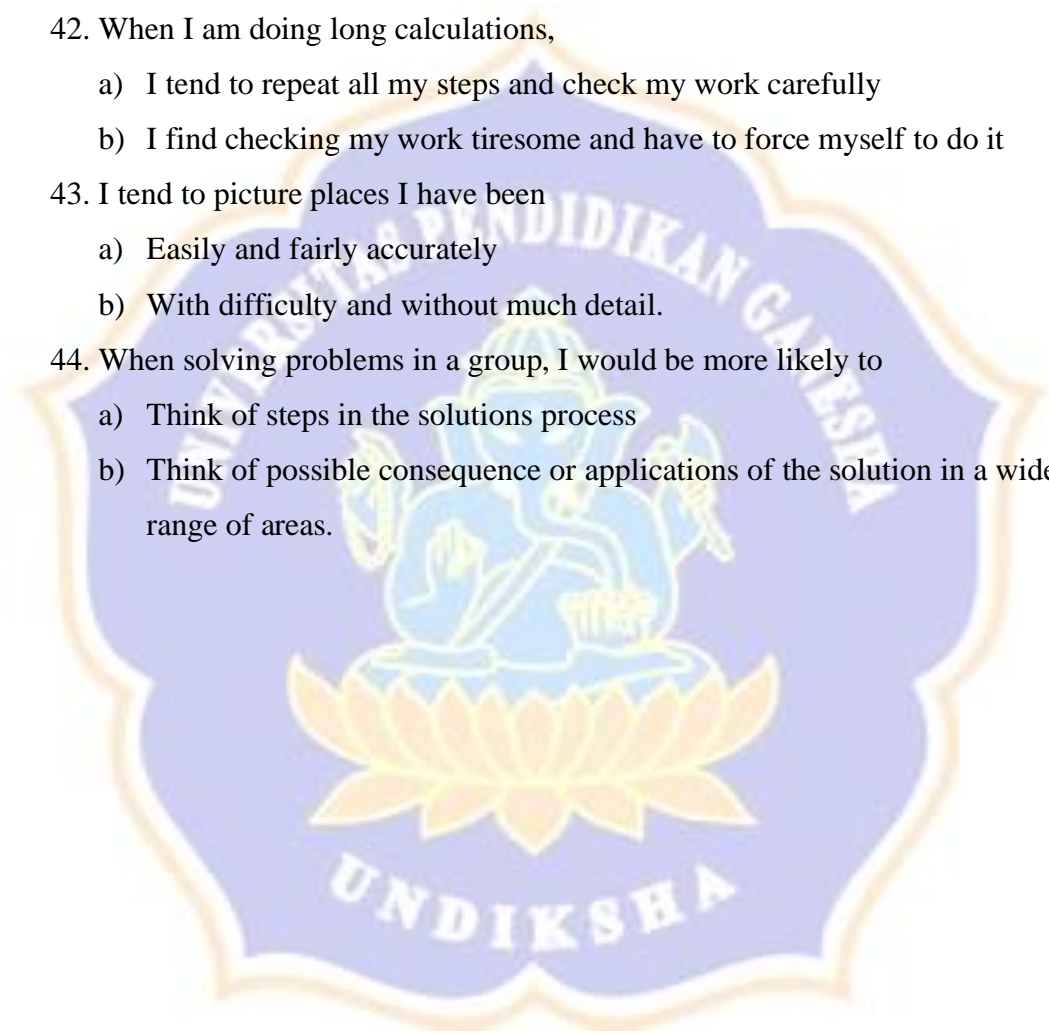 42. When I am doing long calculations,
a) I tend to repeat all my steps and check my work carefully
b) I find checking my work tiresome and have to force myself to do it
43. I tend to picture places I have been
a) Easily and fairly accurately
b) With difficulty and without much detail.
44. When solving problems in a group, I would be more likely to
a) Think of steps in the solutions process
b) Think of possible consequence or applications of the solution in a wide
range of areas.
UNIVERSITAS PENDIDIKAN GANESHA
UNDIKSHA